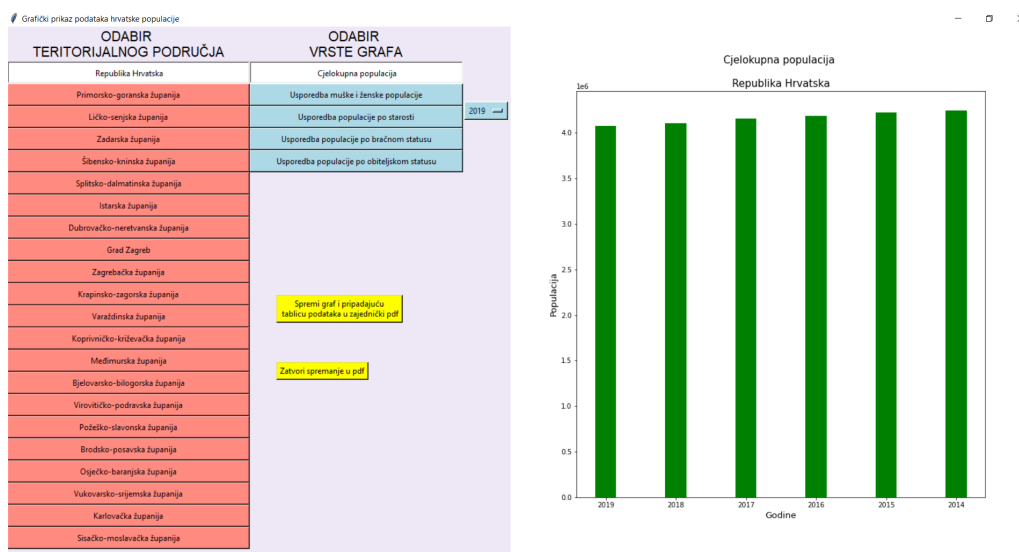 Grafički prikaz podataka hrvatske populacije
ODABIR
TERITORIJALNOG PODRUČJA
Republika Hrvatska
Primorsko-goranska županija
Ličko-senjska županija
Zadarska županija
Šibensko-kninska županija
Splitsko-dalmatinska županija
Istarska županija
Dubrovačko-neretvanska županija
Grad Zagreb
Zagrebačka županija
Krapinsko-zagorska županija
Varaždinska županija
Koprivničko-križevačka županija
Međimurska županija
Bjelovarsko-bilogorska županija
Virovitičko-podravska županija
Požeško-slavonska županija
Brodsko-posavska županija
Osječko-baranjska županija
Vukovarsko-srijemska županija
Karlovačka županija
Sisačko-moslavačka županija
ODABIR
VRSTE GRAFA
Cjelokupna populacija
Usporedba muške i ženske populacije
Usporedba populacije po starosti
Usporedba populacije po bračnom statusu
Usporedba populacije po obiteljskom statusu
2019
Spremi graf i pripadajuću
tablicu podataka u zajednički pdf
Zatvori spremanje u pdf
Cjelokupna populacija
Republika Hrvatska
1e6
4.0
3.5
3.0
2.5
2.0
1.5
1.0
0.5
0.0
Populacija
2019 2018 2017 2016 2015 2014
Godine